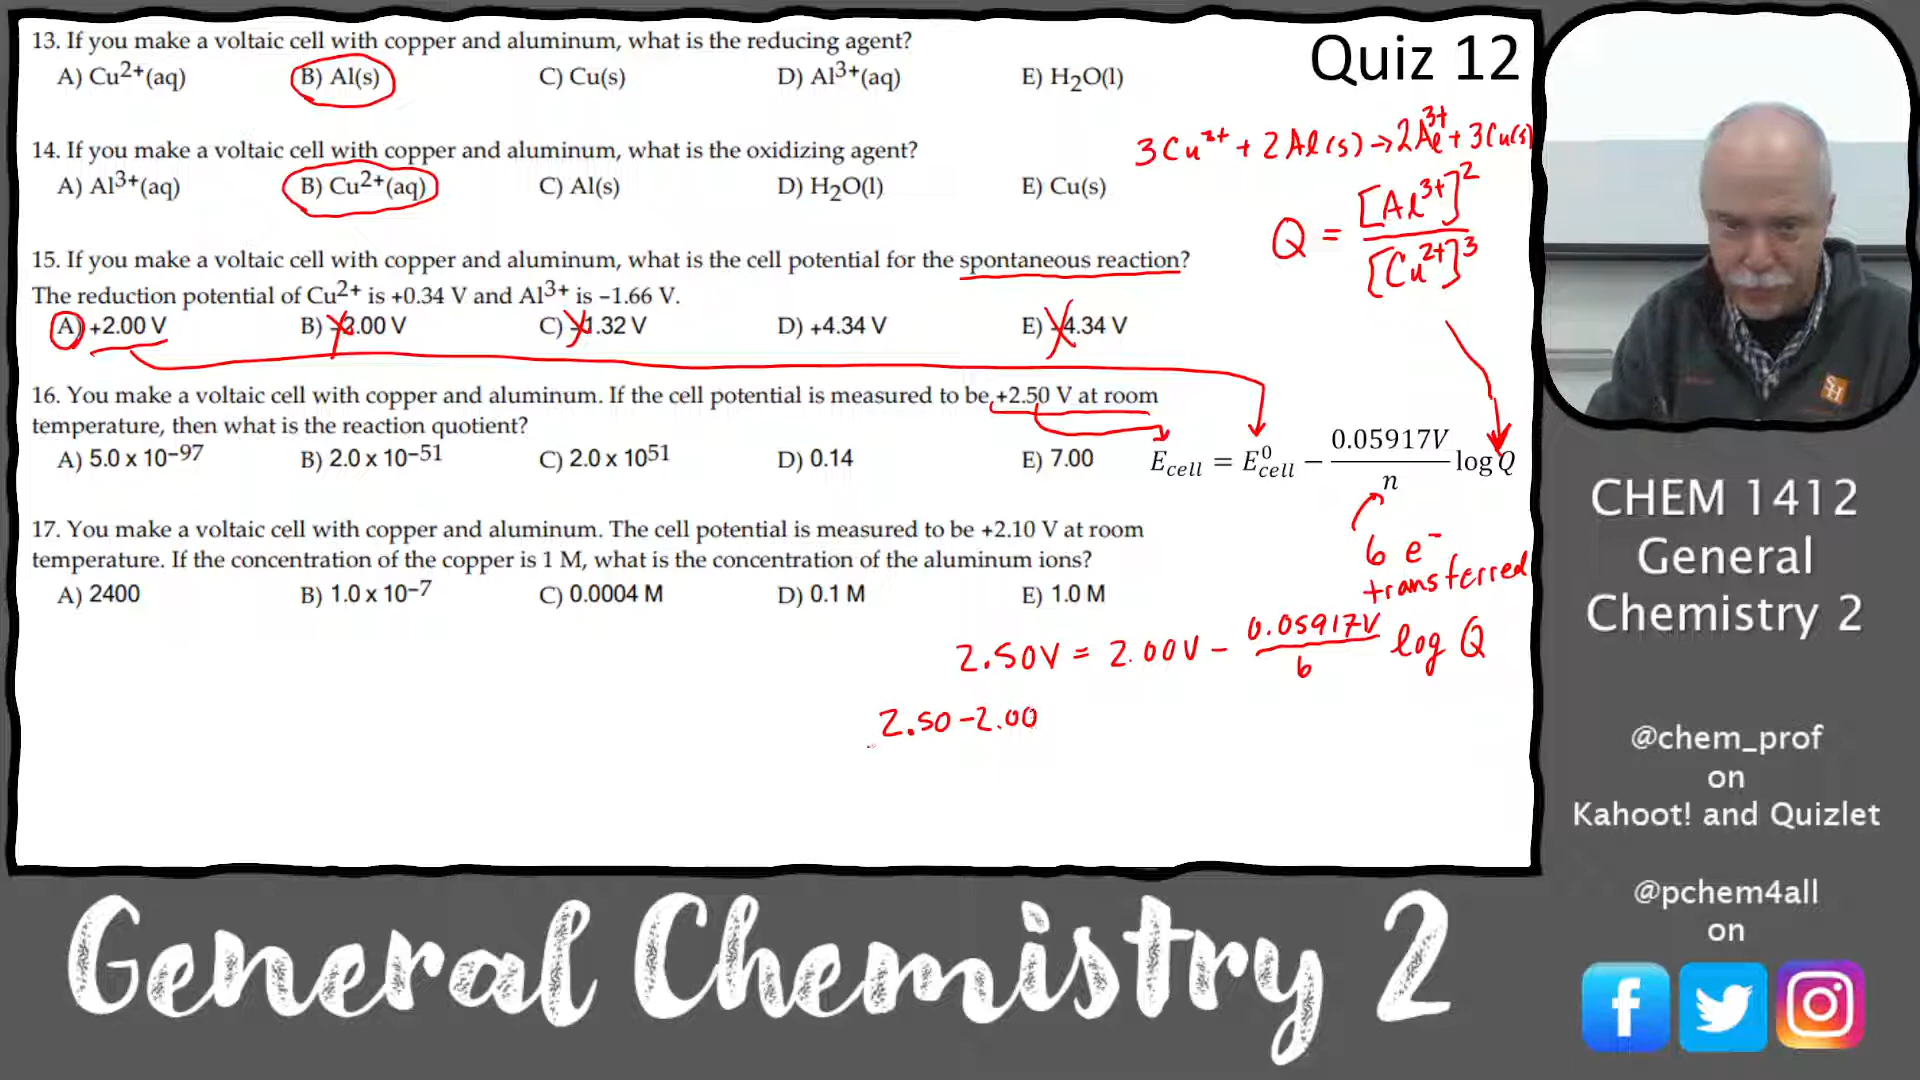 Quiz 12
13. If you make a voltaic cell with copper and aluminum, what is the reducing agent?
A) Cu2+(aq) B) Al(s) C) Cu(s) D) Al3+(aq) E) H2O(l)
14. If you make a voltaic cell with copper and aluminum, what is the oxidizing agent?
A) Al3+(aq) B) Cu2+(aq) C) Al(s) D) H2O(l) E) Cu(s)
15. If you make a voltaic cell with copper and aluminum, what is the cell potential for the spontaneous reaction?
The reduction potential of Cu2+ is +0.34 V and Al3+ is −1.66 V.
A) +2.00 V B) .00 V C) 1.32 V D) +4.34 V E) 4.34 V
16. You make a voltaic cell with copper and aluminum. If the cell potential is measured to be +2.50 V at room
temperature, then what is the reaction quotient?
A) 5.0 x 10−97 B) 2.0 x 10−51 C) 2.0 x 1051 D) 0.14 E) 7.00
17. You make a voltaic cell with copper and aluminum. The cell potential is measured to be +2.10 V at room
temperature. If the concentration of the copper is 1 M, what is the concentration of the aluminum ions?
A) 2400 B) 1.0 x 10−7 C) 0.0004 M D) 0.1 M E) 1.0 M
3Cu2+ + 2Al(s) → 2Al3+ + 3Cu(s)
Q = [Al3+]2 / [Cu2+]3
Ecell = E0cell − 0.05917V / n log Q
6 e−
transferred
2.50V = 2.00V − 0.05917V / 6 log Q
2.50 − 2.00
CHEM 1412
General
Chemistry 2
@chem_prof
on
Kahoot! and Quizlet
@pchem4all
on
General Chemistry 2
SH